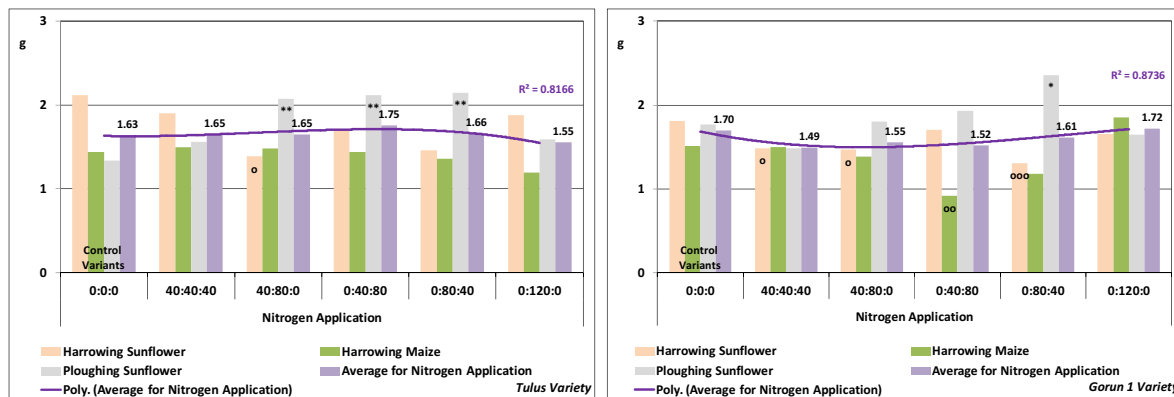 3
g
R² = 0.8166
2
** ** **
1.63 1.65 1.65 1.75 1.66 1.55
o
1
Control
Variants
0
0:0:0 40:40:40 40:80:0 0:40:80 0:80:40 0:120:0
Nitrogen Application
Harrowing Sunflower Harrowing Maize
Ploughing Sunflower Average for Nitrogen Application
Poly. (Average for Nitrogen Application)
Tulus Variety
3
g
R² = 0.8736
*
2
1.70 1.49 1.55 1.52 1.61 1.72
o o oo ooo
1
Control
Variants
0
0:0:0 40:40:40 40:80:0 0:40:80 0:80:40 0:120:0
Nitrogen Application
Harrowing Sunflower Harrowing Maize
Ploughing Sunflower Average for Nitrogen Application
Poly. (Average for Nitrogen Application)
Gorun 1 Variety